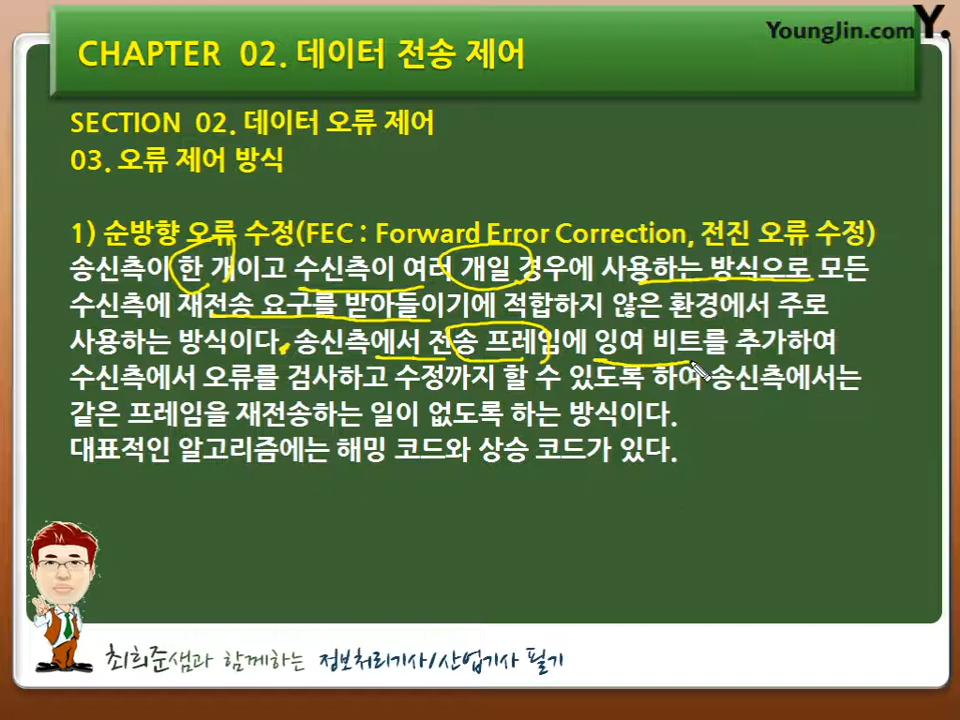 YoungJin.com Y.
CHAPTER 02. 데이터 전송 제어
SECTION 02. 데이터 오류 제어
03. 오류 제어 방식
1) 순방향 오류 수정(FEC : Forward Error Correction, 전진 오류 수정)
송신측이 한 개이고 수신측이 여러 개일 경우에 사용하는 방식으로 모든
수신측에 재전송 요구를 받아들이기에 적합하지 않은 환경에서 주로
사용하는 방식이다. 송신측에서 전송 프레임에 잉여 비트를 추가하여
수신측에서 오류를 검사하고 수정까지 할 수 있도록 하여 송신측에서는
같은 프레임을 재전송하는 일이 없도록 하는 방식이다.
대표적인 알고리즘에는 해밍 코드와 상승 코드가 있다.
최희준샘과 함께하는 정보처리기사/산업기사 필기